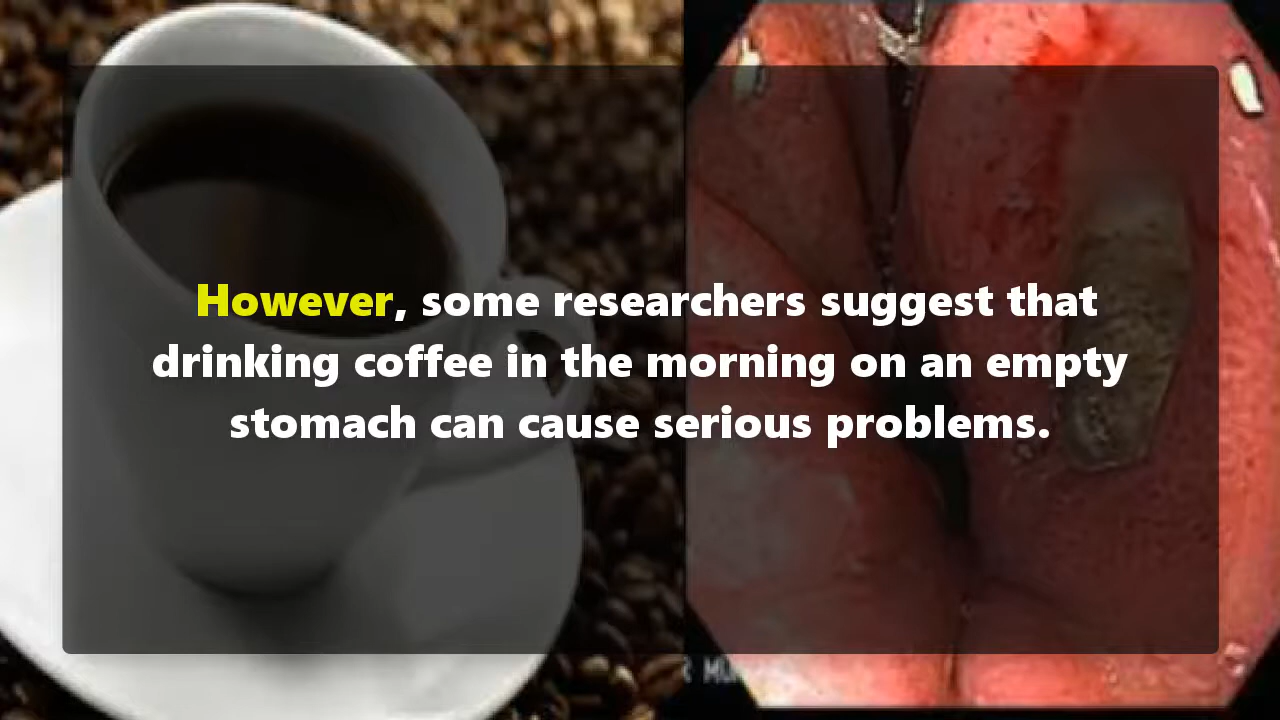 However, some researchers suggest that
drinking coffee in the morning on an empty
stomach can cause serious problems.